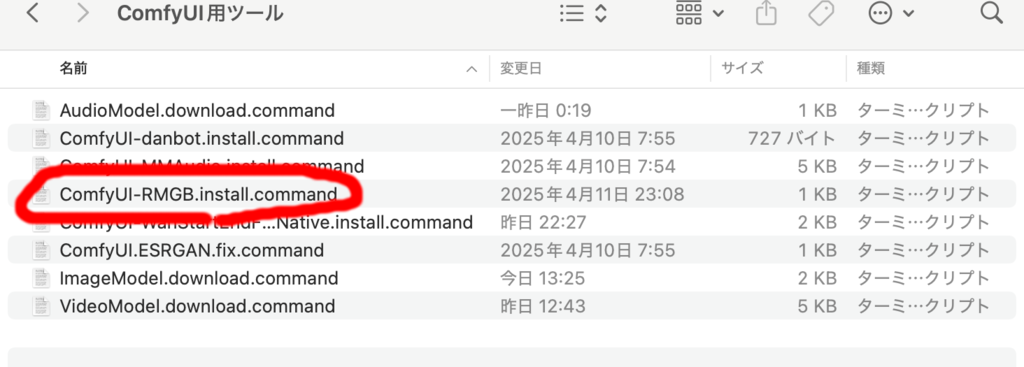 ComfyUI用ツール
名前 変更日 サイズ 種類
AudioModel.download.command 一昨日 0:19 1 KB ターミ…クリプト
ComfyUI-danbot.install.command 2025年4月10日 7:55 727 バイト ターミ…クリプト
ComfyUI-MMAudio.install.command 2025年4月10日 7:54 5 KB ターミ…クリプト
ComfyUI-RMGB.install.command 2025年4月11日 23:08 1 KB ターミ…クリプト
ComfyUI-WanStartEndF…Native.install.command 昨日 22:27 2 KB ターミ…クリプト
ComfyUI.ESRGAN.fix.command 2025年4月10日 7:55 1 KB ターミ…クリプト
ImageModel.download.command 今日 13:25 2 KB ターミ…クリプト
VideoModel.download.command 昨日 12:43 5 KB ターミ…クリプト